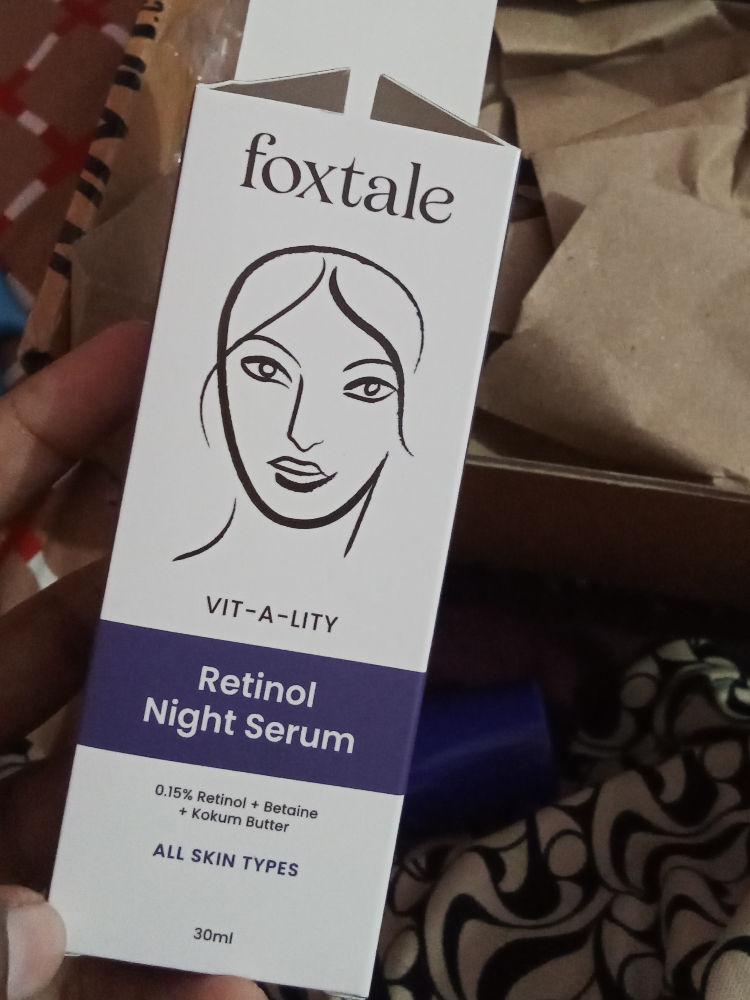 foxtale
VIT-A-LITY
Retinol
Night Serum
0.15% Retinol + Betaine
+ Kokum Butter
ALL SKIN TYPES
30ml